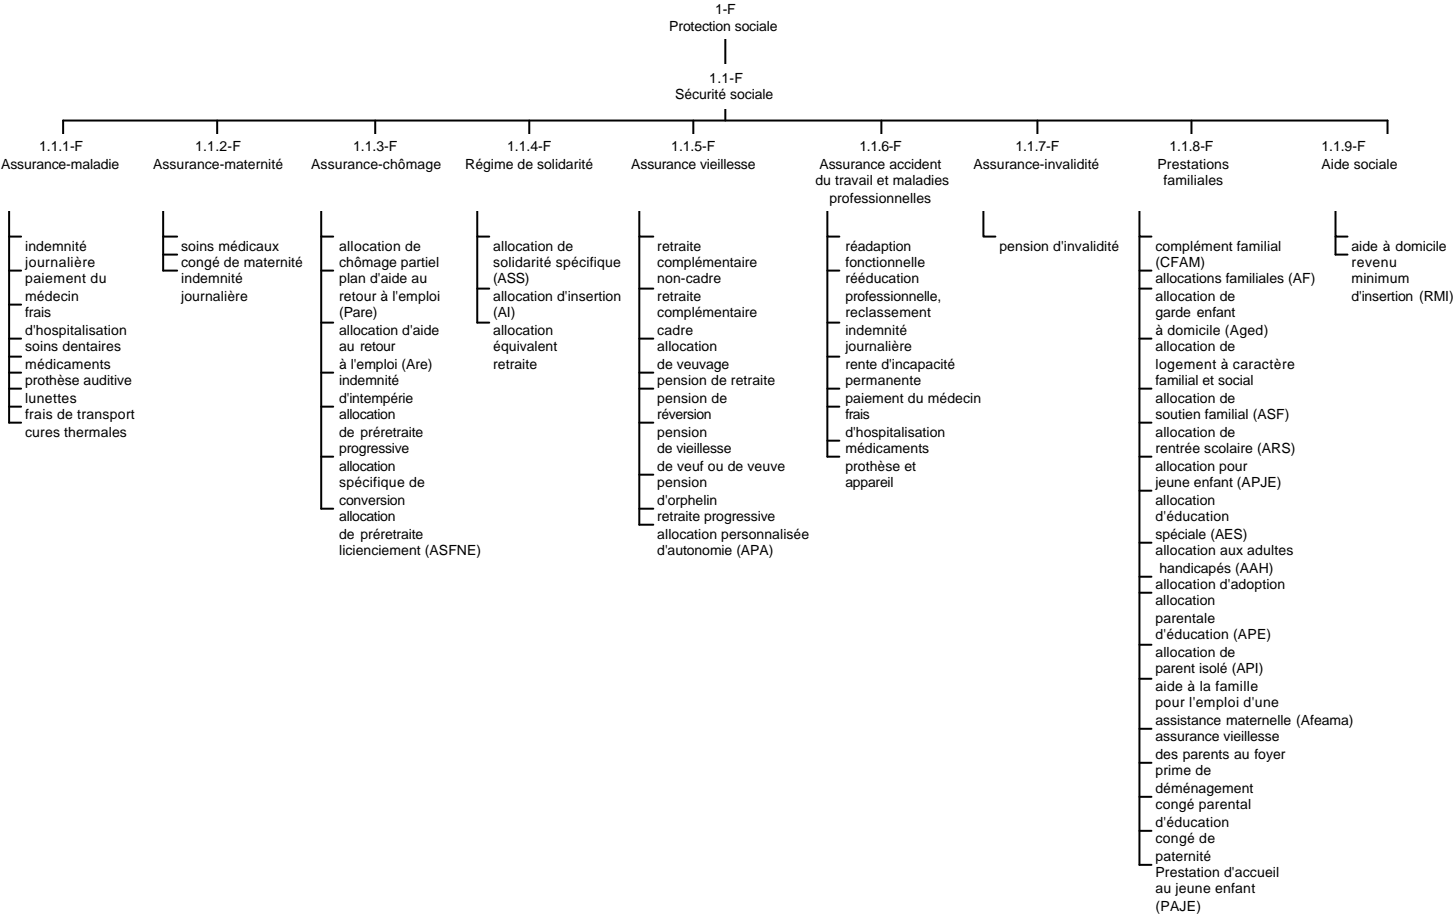 1-F
Protection sociale
1.1-F
Sécurité sociale
1.1.1-F
Assurance-maladie
indemnité
journalière
paiement du
médecin
frais
d'hospitalisation
soins dentaires
médicaments
prothèse auditive
lunettes
frais de transport
cures thermales
1.1.2-F
Assurance-maternité
soins médicaux
congé de maternité
indemnité
journalière
1.1.3-F
Assurance-chômage
allocation de
chômage partiel
plan d'aide au
retour à l'emploi
(Pare)
allocation d'aide
au retour
à l'emploi (Are)
indemnité
d'intempérie
allocation
de préretraite
progressive
allocation
spécifique de
conversion
allocation
de préretraite
licienciement (ASFNE)
1.1.4-F
Régime de solidarité
allocation de
solidarité spécifique
(ASS)
allocation d'insertion
(AI)
allocation
équivalent
retraite
1.1.5-F
Assurance vieillesse
retraite
complémentaire
non-cadre
retraite
complémentaire
cadre
allocation
de veuvage
pension de retraite
pension de
réversion
pension
de vieillesse
de veuf ou de veuve
pension
d'orphelin
retraite progressive
allocation personnalisée
d'autonomie (APA)
1.1.6-F
Assurance accident
du travail et maladies
professionnelles
réadaption
fonctionnelle
rééducation
professionnelle,
reclassement
indemnité
journalière
rente d'incapacité
permanente
paiement du médecin
frais
d'hospitalisation
médicaments
prothèse et
appareil
1.1.7-F
Assurance-invalidité
pension d'invalidité
1.1.8-F
Prestations
familiales
complément familial
(CFAM)
allocations familiales (AF)
allocation de
garde enfant
à domicile (Aged)
allocation de
logement à caractère
familial et social
allocation de
soutien familial (ASF)
allocation de
rentrée scolaire (ARS)
allocation pour
jeune enfant (APJE)
allocation
d'éducation
spéciale (AES)
allocation aux adultes
handicapés (AAH)
allocation d'adoption
allocation
parentale
d'éducation (APE)
allocation de
parent isolé (API)
aide à la famille
pour l'emploi d'une
assistance maternelle (Afeama)
assurance vieillesse
des parents au foyer
prime de
déménagement
congé parental
d'éducation
congé de
paternité
Prestation d'accueil
au jeune enfant
(PAJE)
1.1.9-F
Aide sociale
aide à domicile
revenu
minimum
d'insertion (RMI)